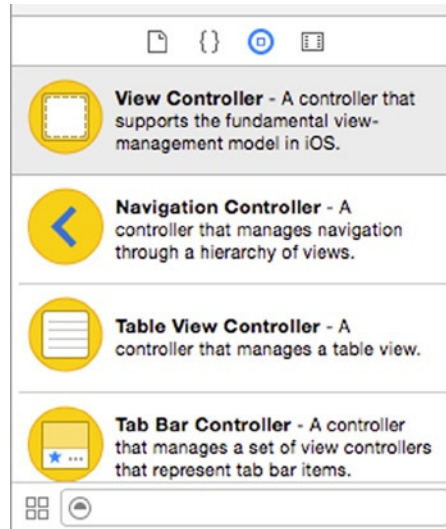 {}
View Controller - A controller that
supports the fundamental view-
management model in iOS.
Navigation Controller - A
controller that manages navigation
through a hierarchy of views.
Table View Controller - A
controller that manages a table view.
Tab Bar Controller - A controller
that manages a set of view controllers
that represent tab bar items.